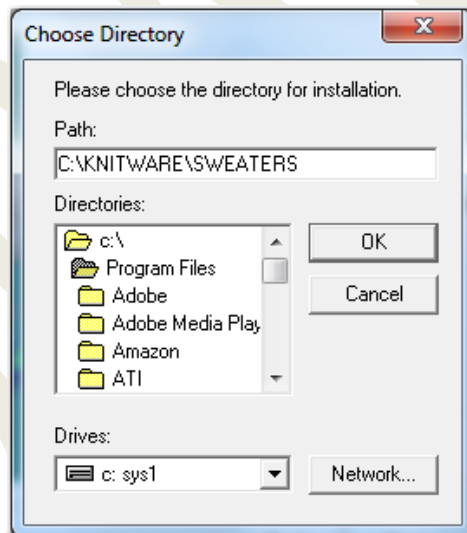 Choose Directory
Please choose the directory for installation.
Path:
C:\KNITWARE\SWEATERS
Directories:
c:\
Program Files
Adobe
Adobe Media Play
Amazon
ATI
OK
Cancel
Drives:
c: sys1
Network...